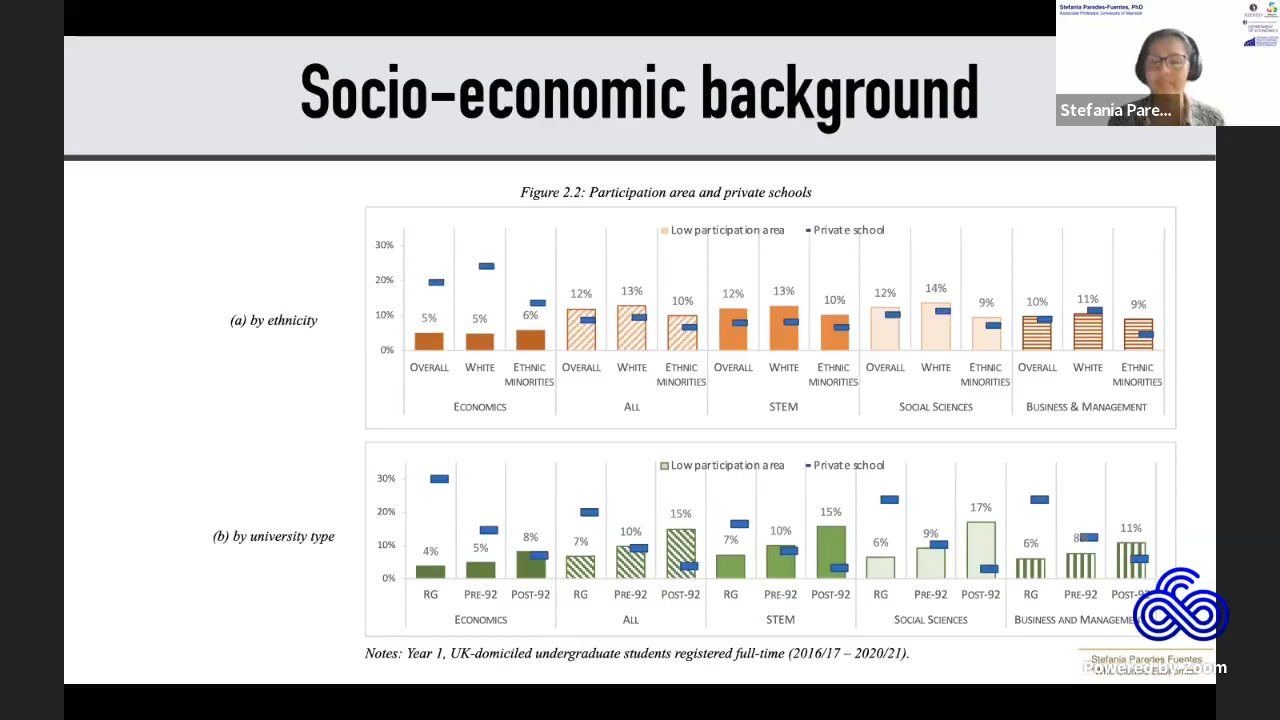 Stefania Paredes-Fuentes, PhD
Associate Professor, University of Warwick
DEPARTMENT
OF ECONOMICS
Stefania Pare...
Socio-economic background
Figure 2.2: Participation area and private schools
(a) by ethnicity
Low participation area Private school
30%
20%
10%
0%
5% 5% 6% 12% 13% 10% 12% 13% 10% 12% 14% 9% 10% 11% 9%
OVERALL WHITE ETHNIC MINORITIES OVERALL WHITE ETHNIC MINORITIES OVERALL WHITE ETHNIC MINORITIES OVERALL WHITE ETHNIC MINORITIES OVERALL WHITE ETHNIC MINORITIES
ECONOMICS ALL STEM SOCIAL SCIENCES BUSINESS & MANAGEMENT
(b) by university type
Low participation area Private school
30%
20%
10%
0%
4% 5% 8% 7% 10% 15% 7% 10% 15% 6% 9% 17% 6% 8% 11%
RG PRE-92 POST-92 RG PRE-92 POST-92 RG PRE-92 POST-92 RG PRE-92 POST-92 RG PRE-92 POST-92
ECONOMICS ALL STEM SOCIAL SCIENCES BUSINESS AND MANAGEMENT
Notes: Year 1, UK-domiciled undergraduate students registered full-time (2016/17 – 2020/21).
Stefania Paredes Fuentes
Powered by Zoom